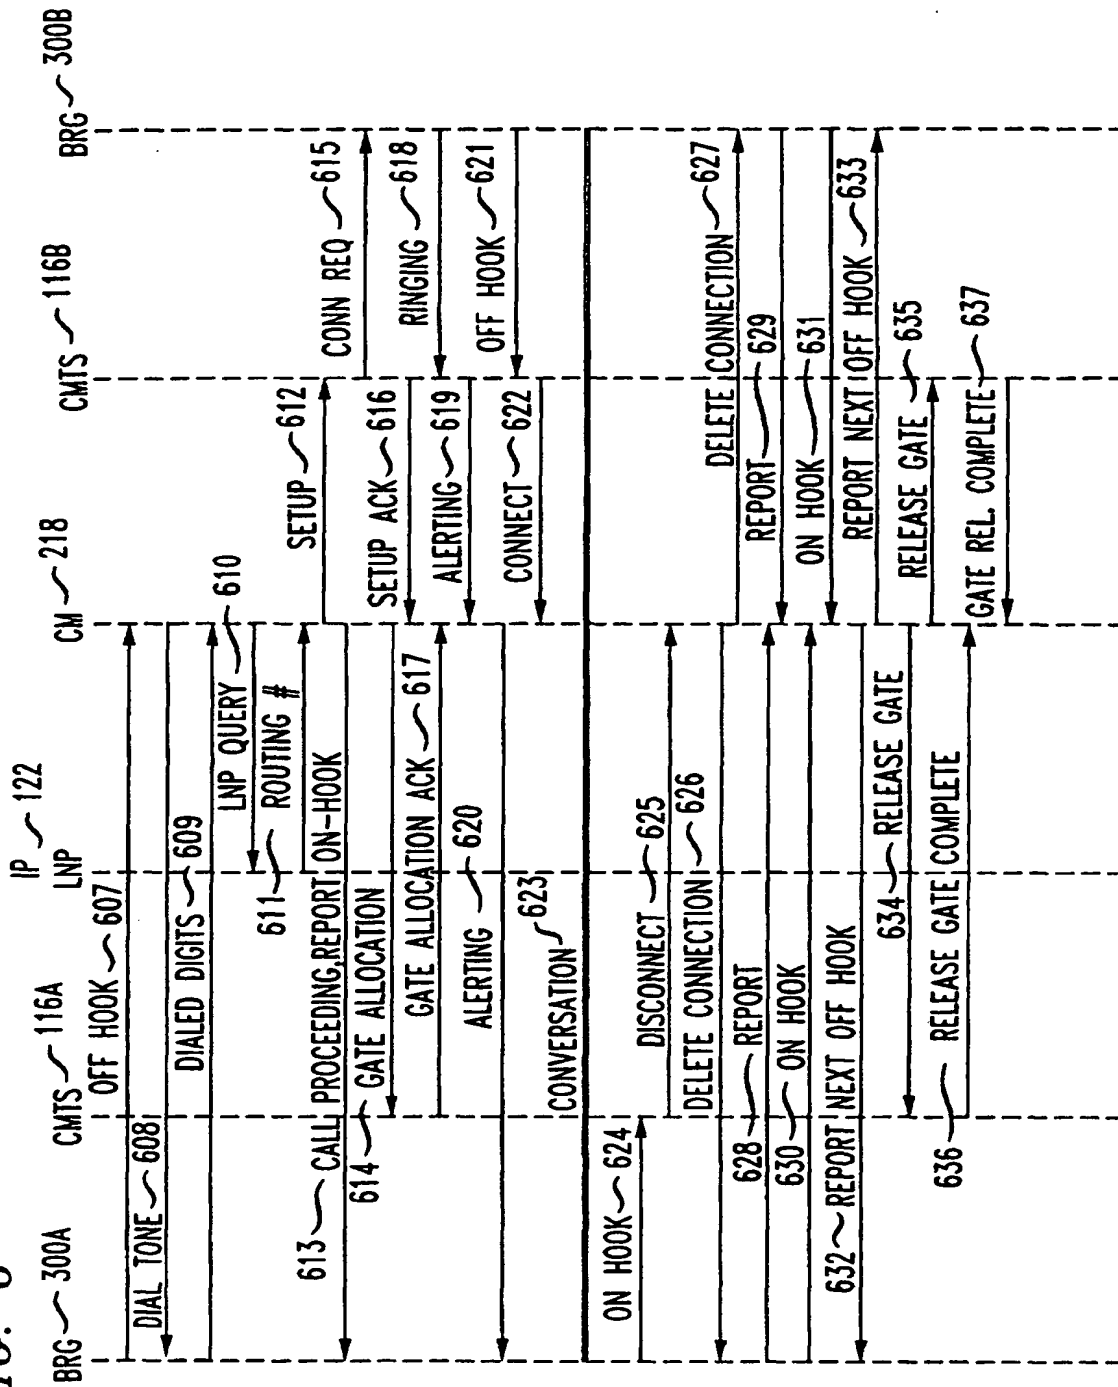 BRG 300A
CMTS 116A
IP 122
LNP
CM 218
CMTS 116B
BRG 300B
OFF HOOK 607
DIAL TONE 608
DIALED DIGITS 609
LNP QUERY 610
611 ROUTING #
SETUP 612
613 CALL PROCEEDING,REPORT ON-HOOK
CONN REQ 615
614 GATE ALLOCATION
SETUP ACK 616
GATE ALLOCATION ACK 617
RINGING 618
ALERTING 619
ALERTING 620
OFF HOOK 621
CONNECT 622
CONVERSATION 623
ON HOOK 624
DISCONNECT 625
DELETE CONNECTION 626
DELETE CONNECTION 627
628 REPORT
REPORT 629
630 ON HOOK
ON HOOK 631
632 REPORT NEXT OFF HOOK
REPORT NEXT OFF HOOK 633
634 RELEASE GATE
RELEASE GATE 635
636 RELEASE GATE COMPLETE
GATE REL. COMPLETE 637